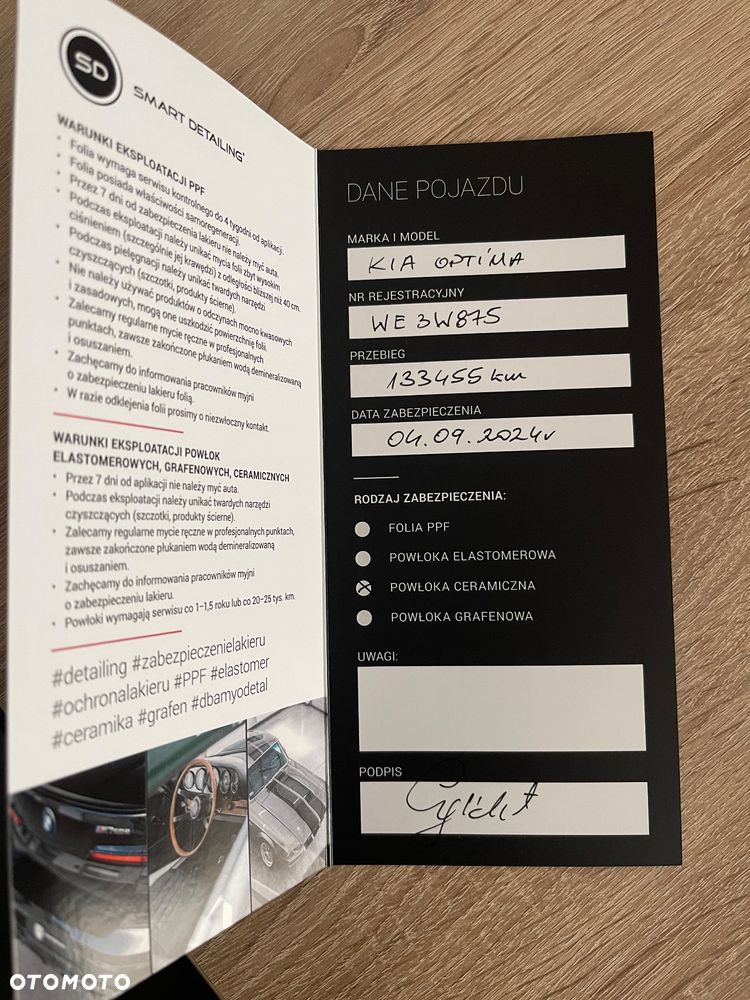 SD
SMART DETAILING
WARUNKI EKSPLOATACJI PPF
• Folia wymaga serwisu kontrolnego do 4 tygodni od aplikacji.
• Folia posiada właściwości samoregeneracji.
• Przez 7 dni od zabezpieczenia lakieru nie należy myć auta.
• Podczas eksploatacji należy unikać mycia folii zbyt wysokim
ciśnieniem (szczególnie jej krawędzi) z odległości bliższej niż 40 cm.
• Podczas pielęgnacji należy unikać twardych narzędzi
czyszczących (szczotki, produkty ścierne).
• Nie należy używać produktów o odczynach mocno kwasowych
i zasadowych, mogą one uszkodzić powierzchnię folii.
• Zalecamy regularne mycie ręczne w profesjonalnych
punktach, zawsze zakończone płukaniem wodą demineralizowaną
i osuszaniem.
• Zachęcamy do informowania pracowników myjni
o zabezpieczeniu lakieru folią.
• W razie odklejenia folii prosimy o niezwłoczny kontakt.
WARUNKI EKSPLOATACJI POWŁOK
ELASTOMEROWYCH, GRAFENOWYCH, CERAMICZNYCH
• Przez 7 dni od aplikacji nie należy myć auta.
• Podczas eksploatacji należy unikać twardych narzędzi
czyszczących (szczotki, produkty ścierne).
• Zalecamy regularne mycie ręczne w profesjonalnych punktach,
zawsze zakończone płukaniem wodą demineralizowaną
i osuszaniem.
• Zachęcamy do informowania pracowników myjni
o zabezpieczeniu lakieru.
• Powłoki wymagają serwisu co 1–1,5 roku lub co 20–25 tys. km.
#detailing #zabezpieczenielakieru
#ochronalakieru #PPF #elastomer
#ceramika #grafen #dbamyodetal
DANE POJAZDU
MARKA I MODEL
KIA OPTIMA
NR REJESTRACYJNY
WE 3W875
PRZEBIEG
133455 km
DATA ZABEZPIECZENIA
04.09.2024r
RODZAJ ZABEZPIECZENIA:
FOLIA PPF
POWŁOKA ELASTOMEROWA
POWŁOKA CERAMICZNA
POWŁOKA GRAFENOWA
UWAGI:
PODPIS
OTOMOTO